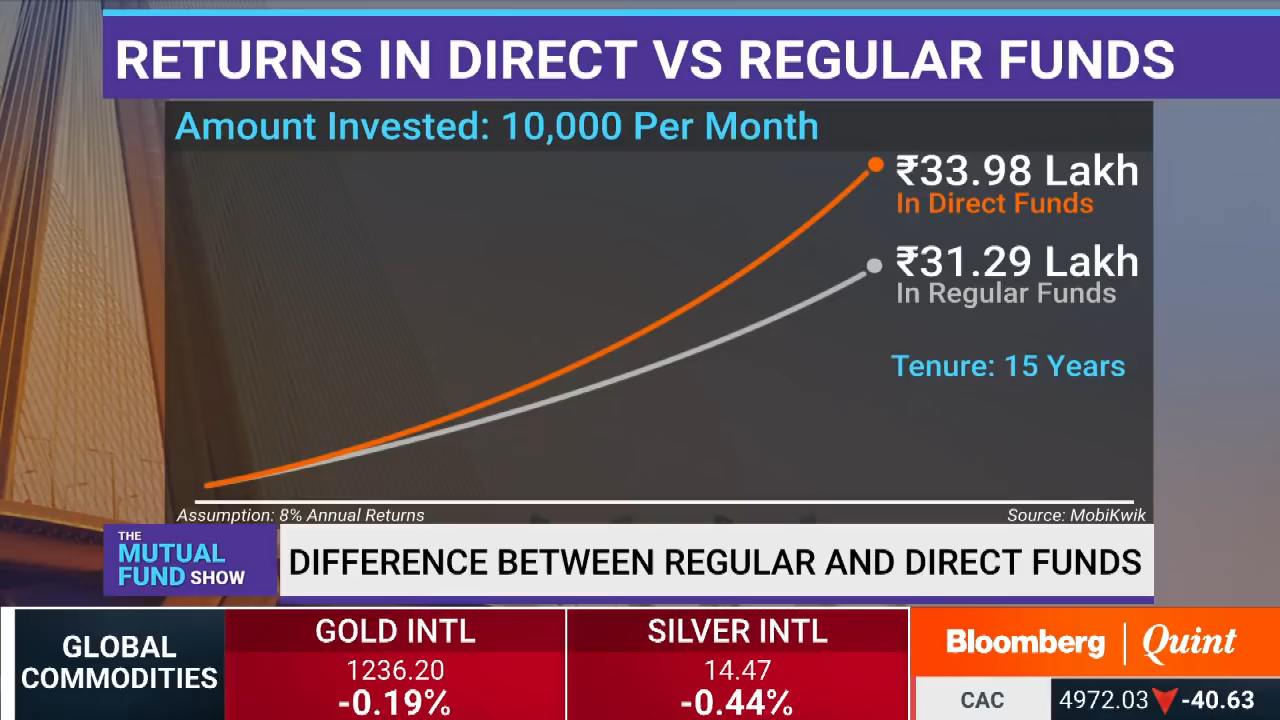 RETURNS IN DIRECT VS REGULAR FUNDS
Amount Invested: 10,000 Per Month
₹33.98 Lakh
In Direct Funds
₹31.29 Lakh
In Regular Funds
Tenure: 15 Years
Assumption: 8% Annual Returns
Source: MobiKwik
THE
MUTUAL
FUND SHOW
DIFFERENCE BETWEEN REGULAR AND DIRECT FUNDS
GLOBAL
COMMODITIES
GOLD INTL
1236.20
-0.19%
SILVER INTL
14.47
-0.44%
Bloomberg | Quint
CAC
4972.03 -40.63